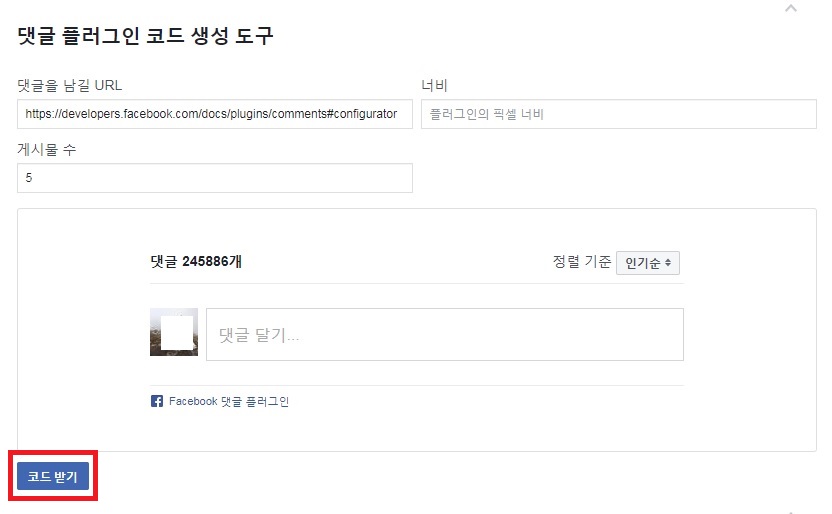 댓글 플러그인 코드 생성 도구
댓글을 남길 URL
너비
https://developers.facebook.com/docs/plugins/comments#configurator
플러그인의 픽셀 너비
게시물 수
5
댓글 245886개
정렬 기준 인기순
댓글 달기...
Facebook 댓글 플러그인
코드 받기